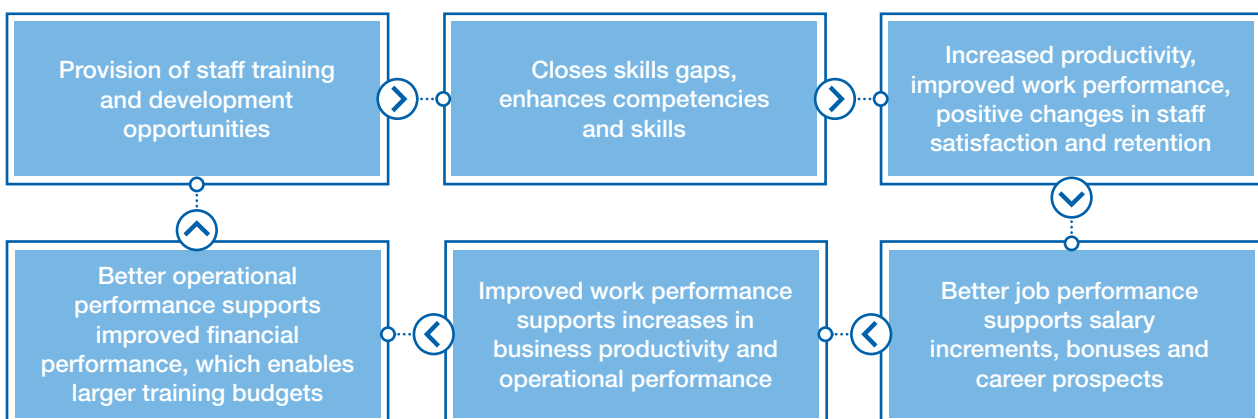 Provision of staff training
and development
opportunities
Closes skills gaps,
enhances competencies
and skills
Increased productivity,
improved work performance,
positive changes in staff
satisfaction and retention
Better job performance
supports salary
increments, bonuses and
career prospects
Improved work performance
supports increases in
business productivity and
operational performance
Better operational
performance supports
improved financial
performance, which enables
larger training budgets